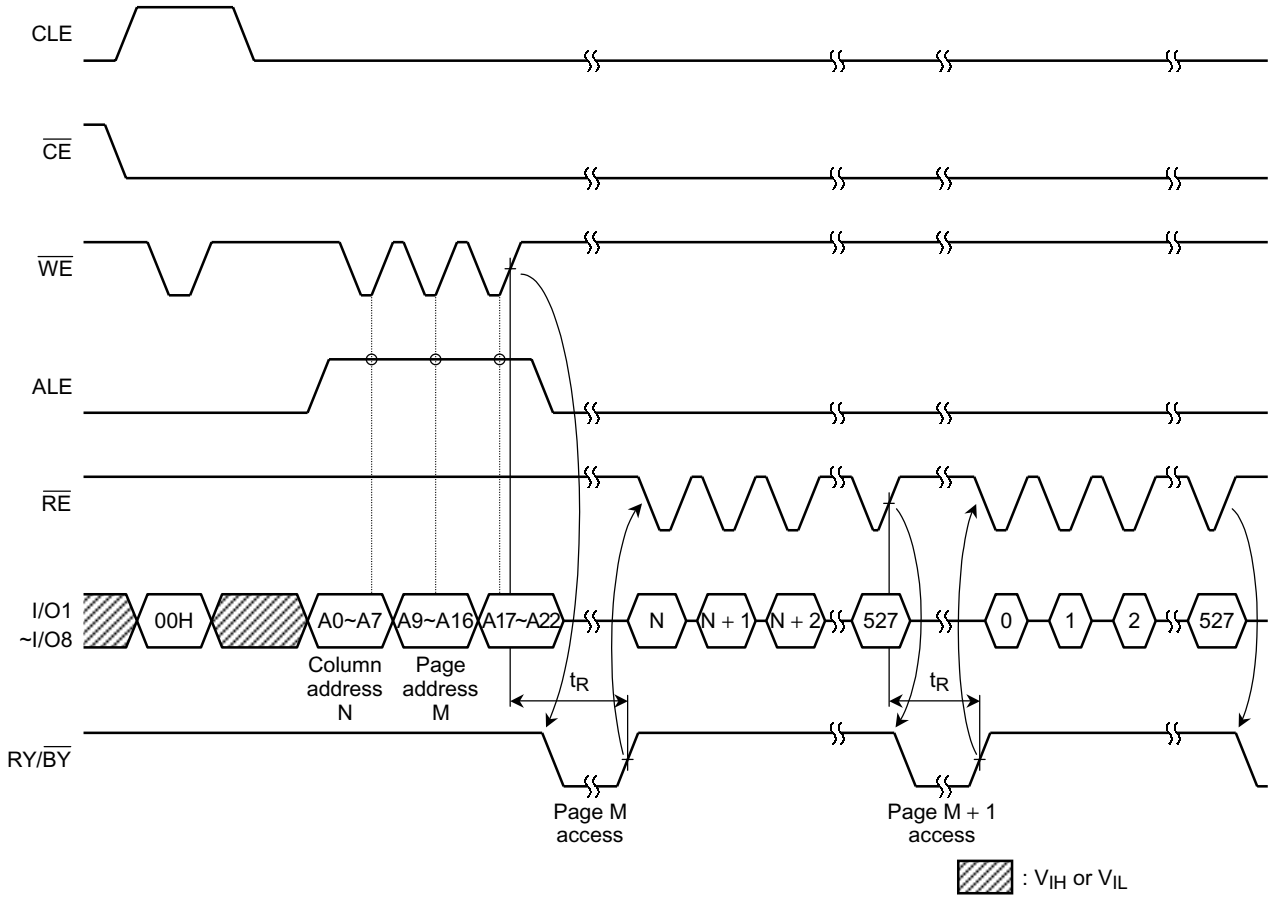 CLE
CE
WE
ALE
RE
I/O1
~I/O8
00H
A0~A7
A9~A16
A17~A22
N
N + 1
N + 2
527
0
1
2
527
Column
address
N
Page
address
M
tR
tR
RY/BY
Page M
access
Page M + 1
access
: VIH or VIL